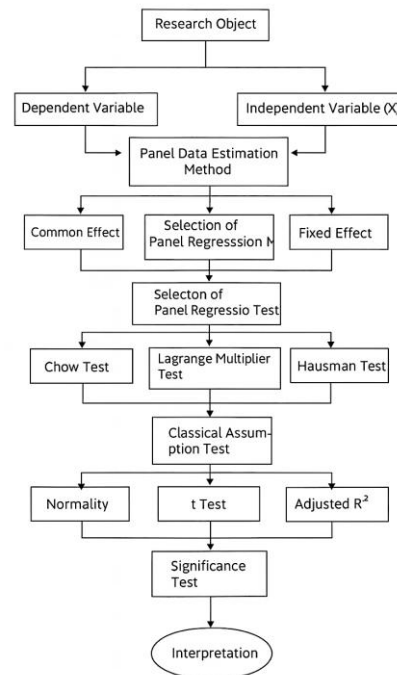 Research Object
Dependent Variable
Independent Variable (X)
Panel Data Estimation
Method
Common Effect
Selection of
Panel Regresssion M
Fixed Effect
Selecton of
Panel Regressio Test
Chow Test
Lagrange Multiplier
Test
Hausman Test
Classical Assum-
ption Test
Normality
t Test
Adjusted R²
Significance
Test
Interpretation